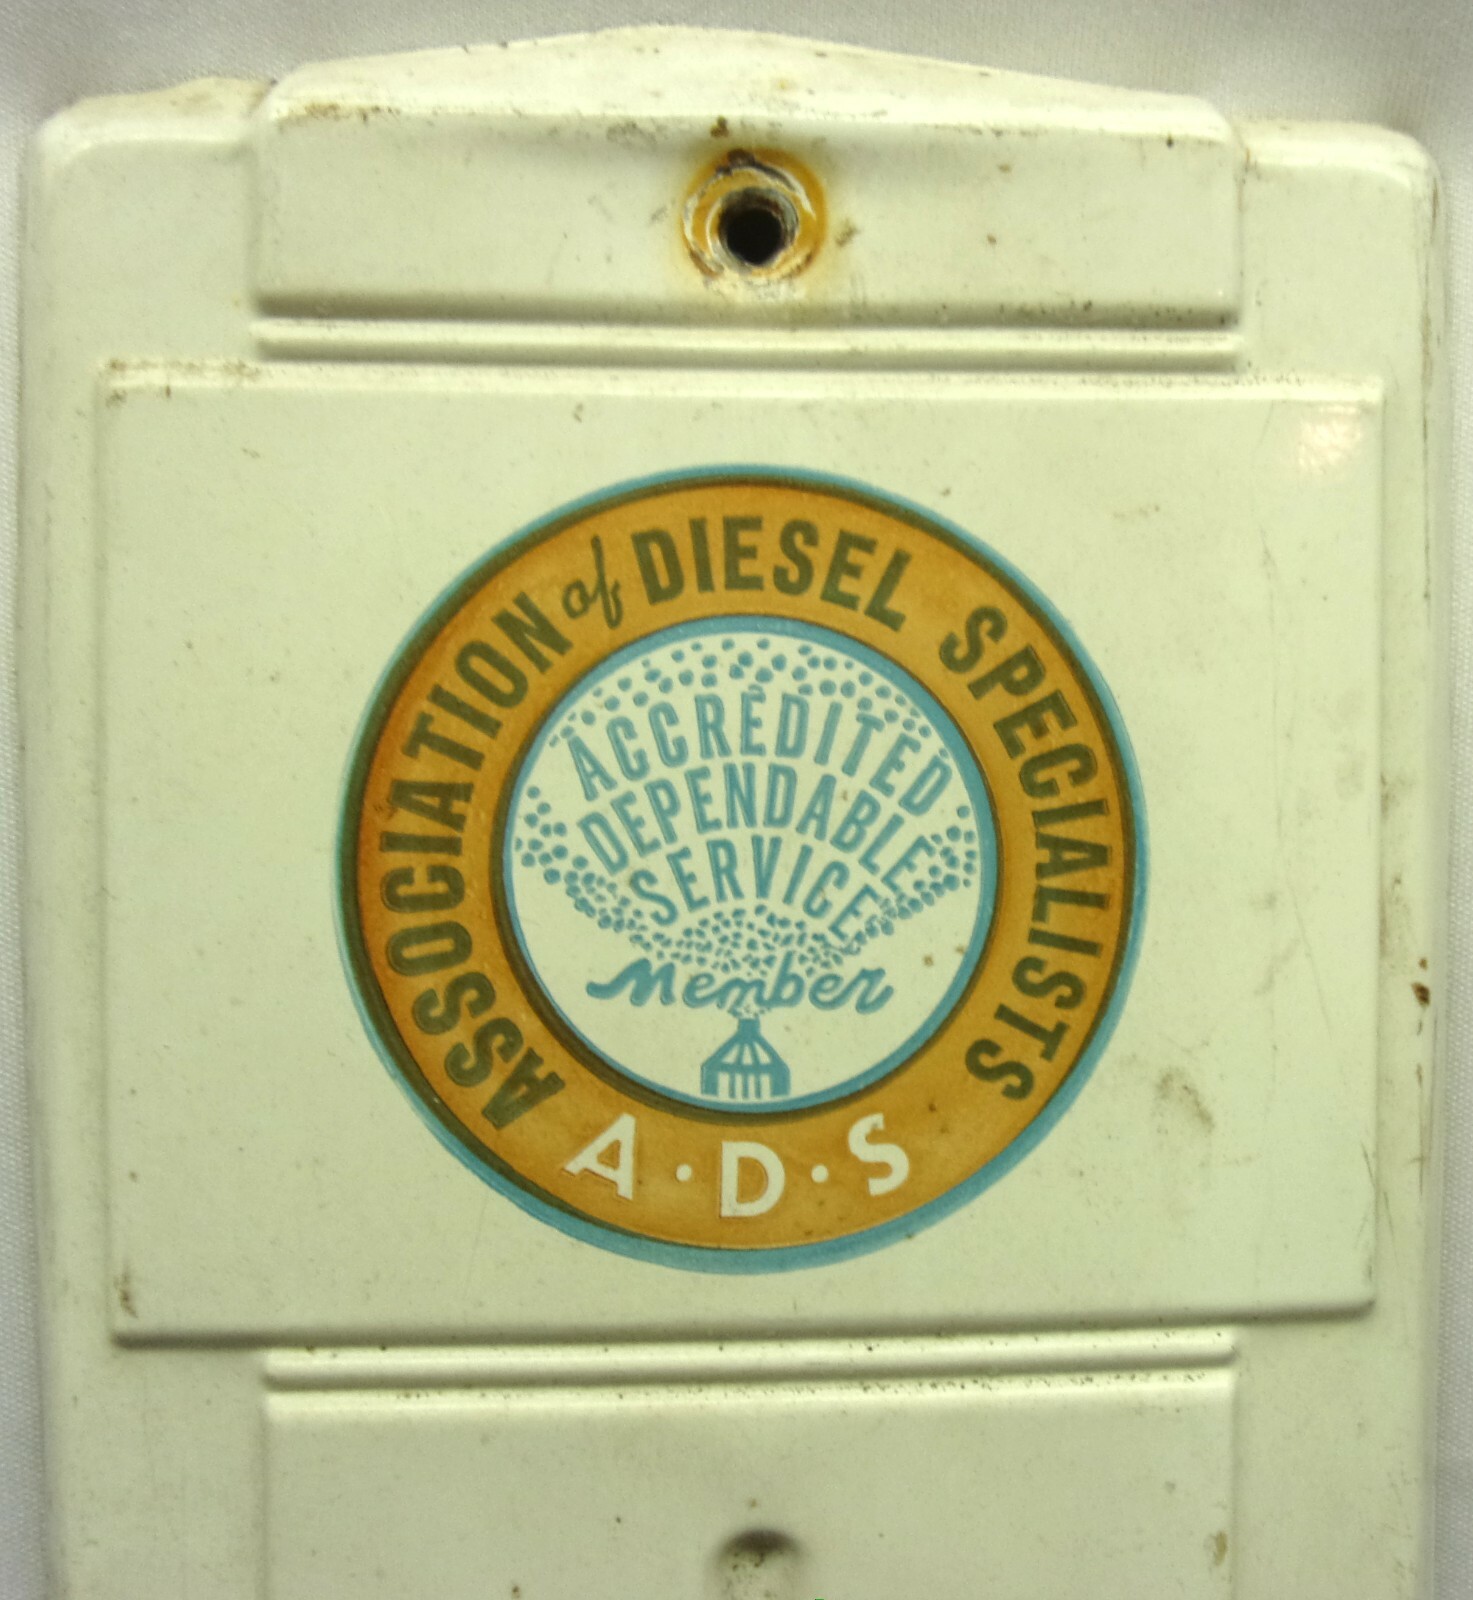 ASSOCIATION of DIESEL SPECIALISTS
ACCREDITED
DEPENDABLE
SERVICE
Member
A·D·S